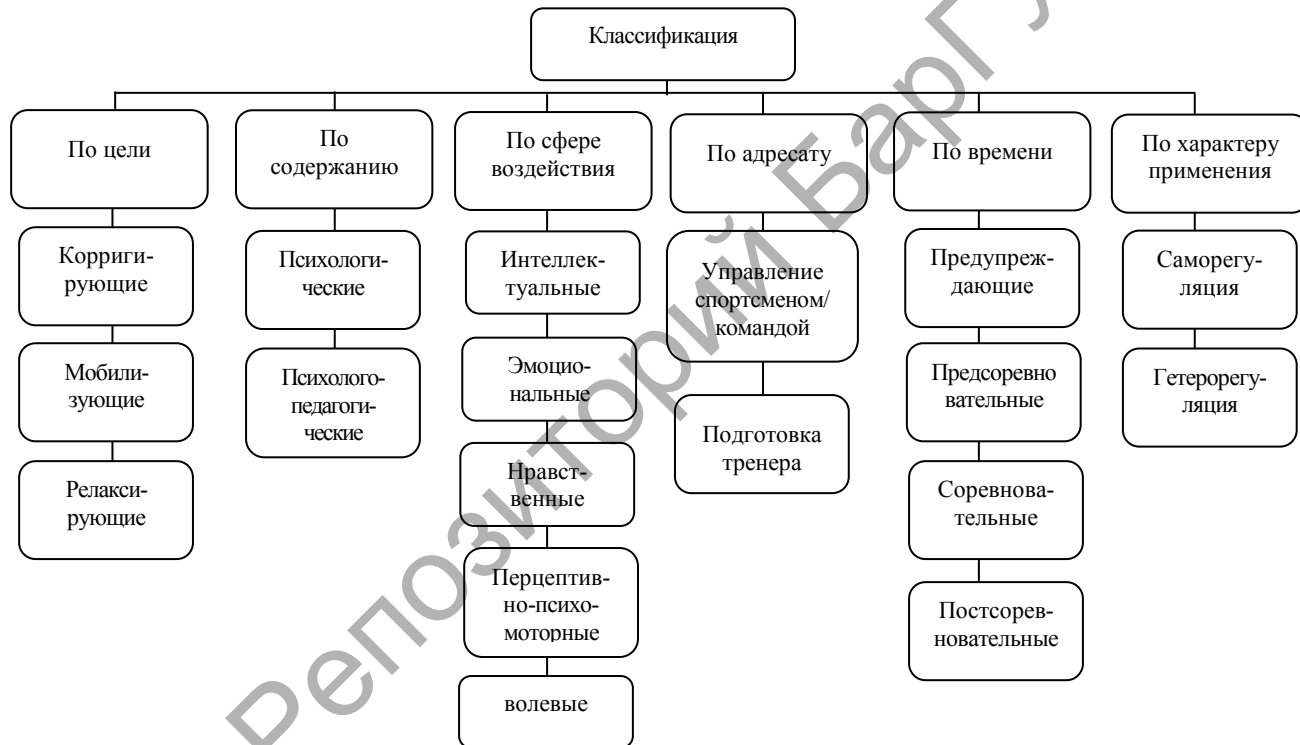 Классификация
По цели
Корриги-
рующие
Мобили-
зующие
Релакси-
рующие
По
содержанию
Психологи-
ческие
Психолого-
педагоги-
ческие
По сфере
воздействия
Интеллек-
туальные
Эмоцио-
нальные
Нравст-
венные
Перцептив-
но-психо-
моторные
волевые
По адресату
Управление
спортсменом/
командой
Подготовка
тренера
По времени
Предупреж-
дающие
Предсоревно
вательные
Соревнова-
тельные
Постсорев-
новательные
По характеру
применения
Саморегу-
ляция
Гетерорегу-
ляция
Репозиторий БарГУ